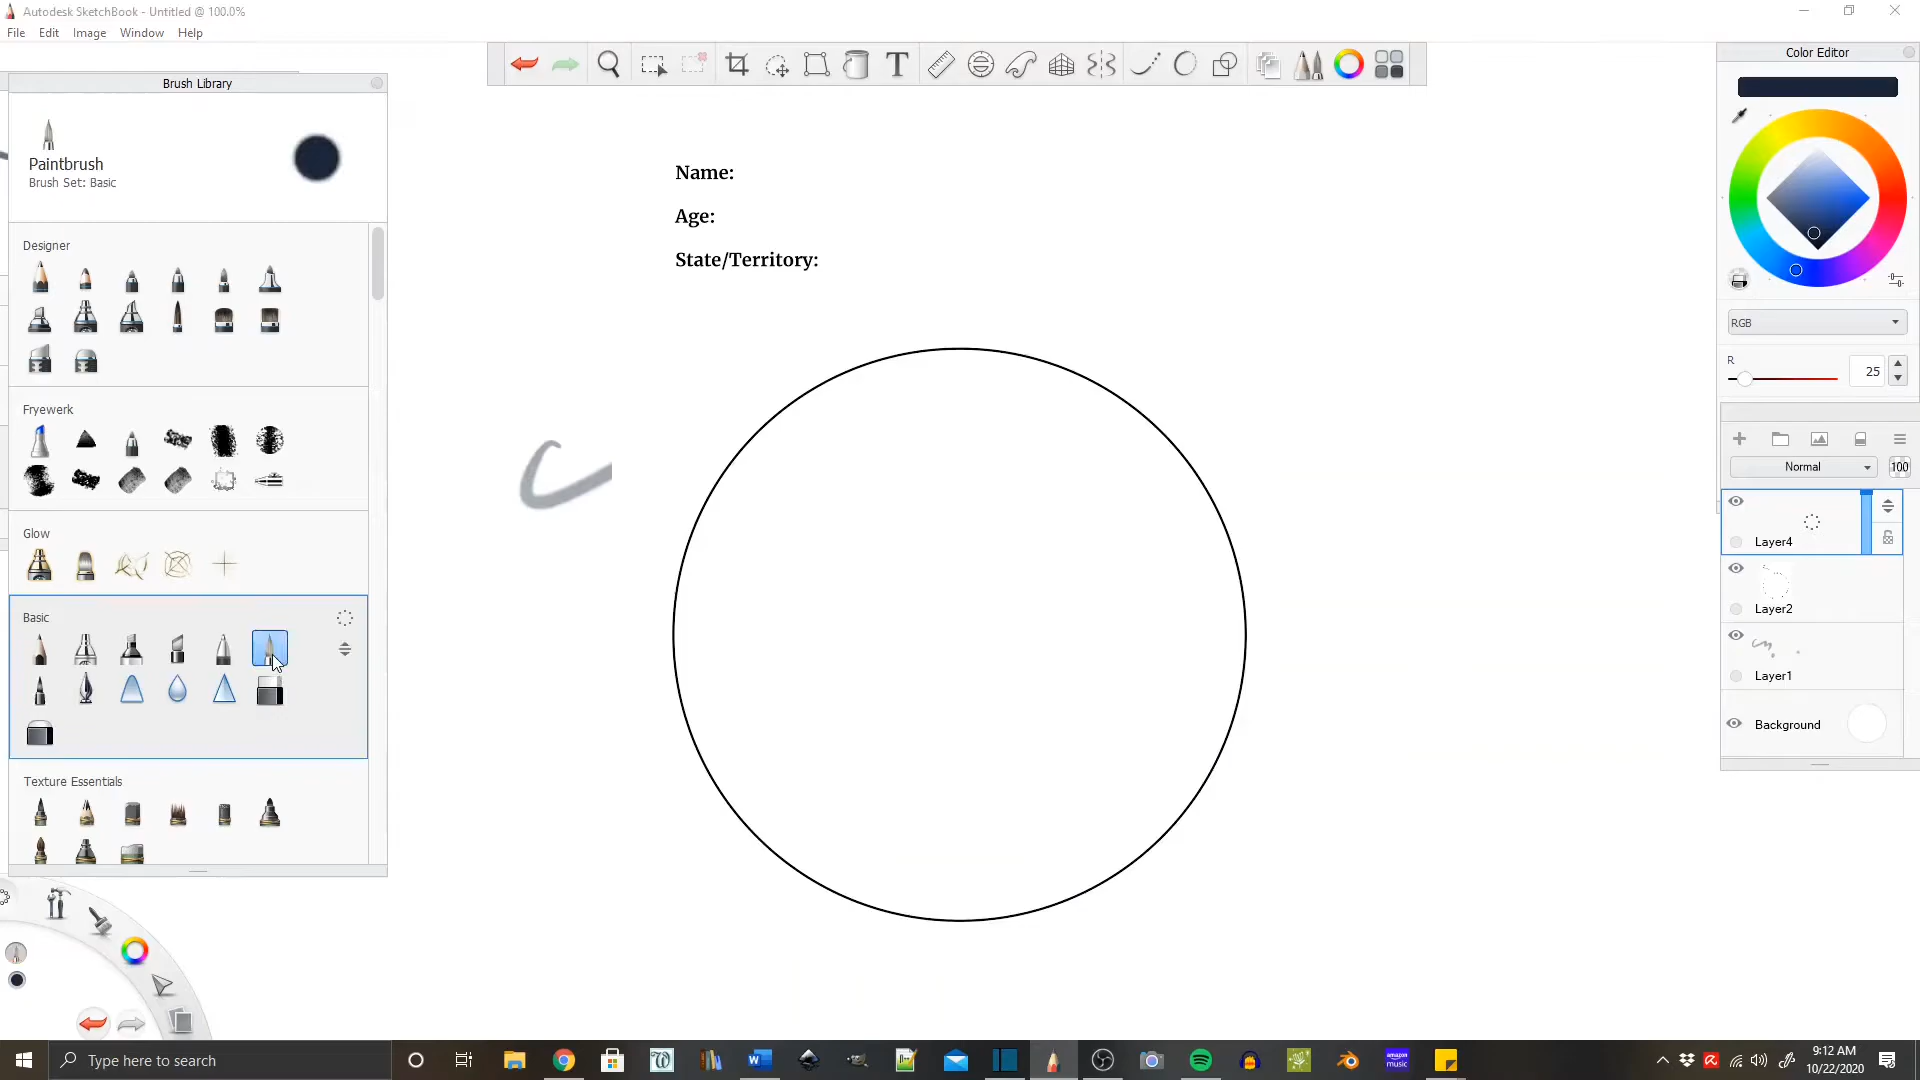 Autodesk SketchBook - Untitled @ 100.0%
File Edit Image Window Help
Brush Library
Paintbrush
Brush Set: Basic
Designer
Fryewerk
Glow
Basic
Texture Essentials
T
Name:
Age:
State/Territory:
Color Editor
RGB
R
25
Normal
100
Layer4
Layer2
Layer1
Background
Type here to search
W
amazon music
9:12 AM
10/22/2020